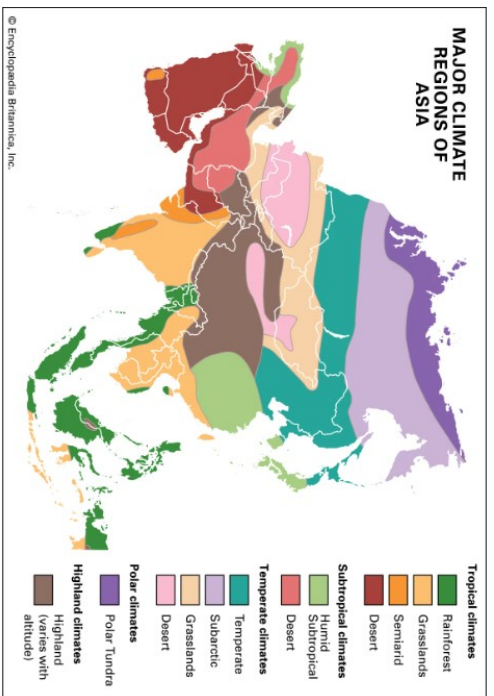 MAJOR CLIMATE
REGIONS OF
ASIA
Tropical climates
Rainforest
Grasslands
Semiarid
Desert
Subtropical climates
Humid
Subtropical
Desert
Temperate climates
Temperate
Subarctic
Grasslands
Desert
Polar climates
Polar Tundra
Highland climates
Highland
(varies with
altitude)
© Encyclopædia Britannica, Inc.